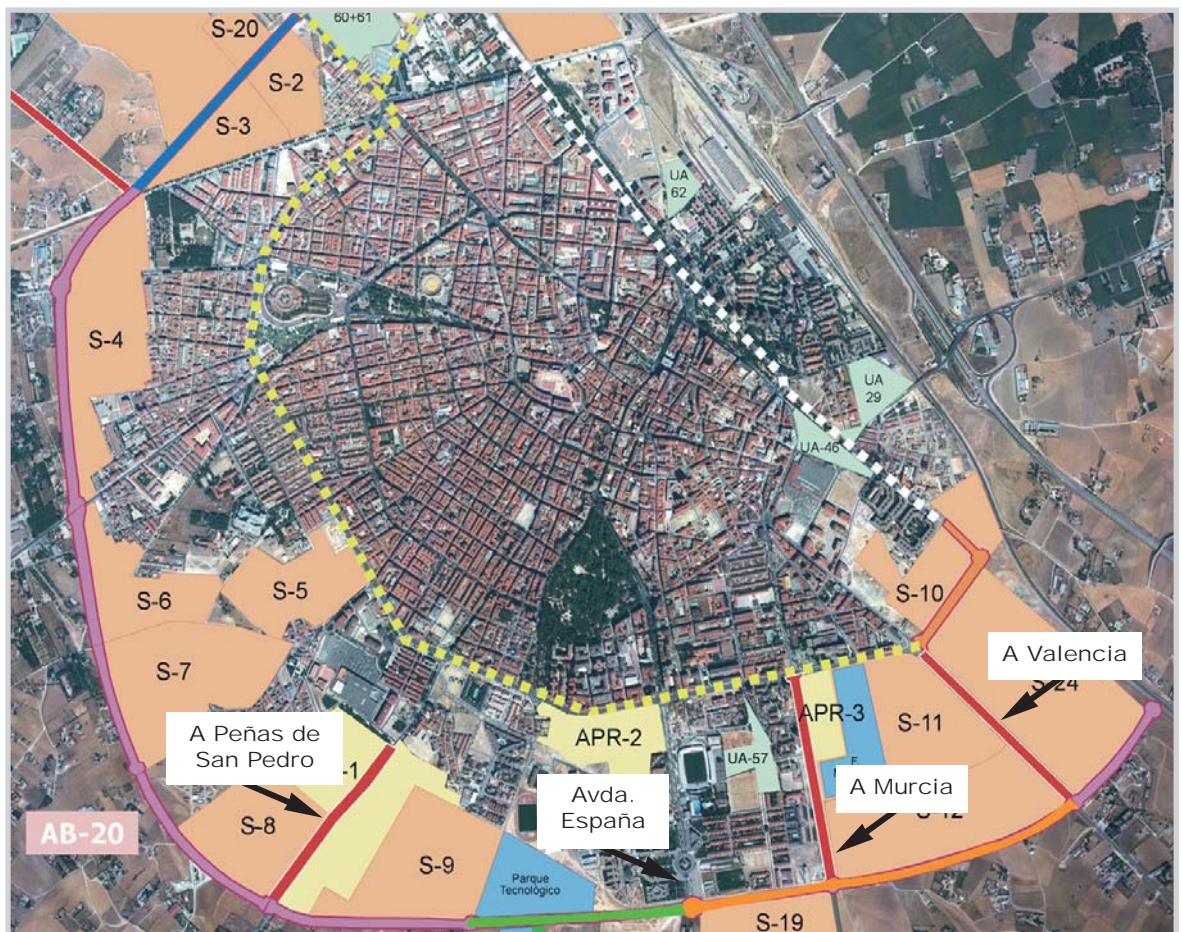 60+61
S-20
S-2
S-3
UA
62
S-4
UA
29
UA-46
S-5
S-6
S-10
A Valencia
S-7
APR-3
S-11
A Peñas de
San Pedro
APR-2
UA-57
Avda.
España
A Murcia
S-8
AB-20
S-9
Parque
Tecnológico
S-19